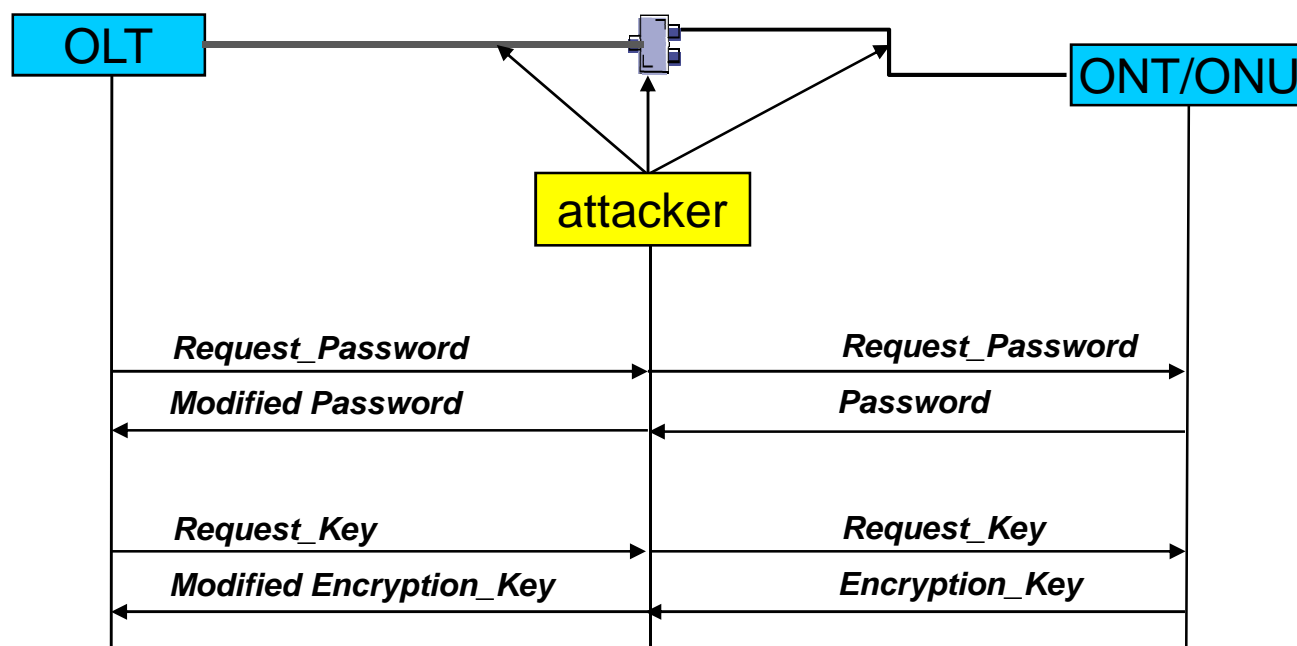 OLT
ONT/ONU
attacker
Request_Password
Request_Password
Modified Password
Password
Request_Key
Request_Key
Modified Encryption_Key
Encryption_Key